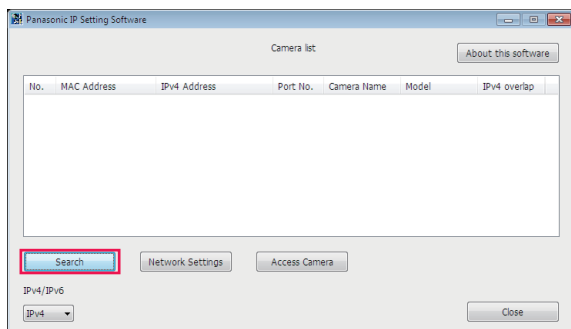 Panasonic IP Setting Software
Camera list
About this software
No. MAC Address IPv4 Address Port No. Camera Name Model IPv4 overlap
Search Network Settings Access Camera
IPv4/IPv6
IPv4 Close